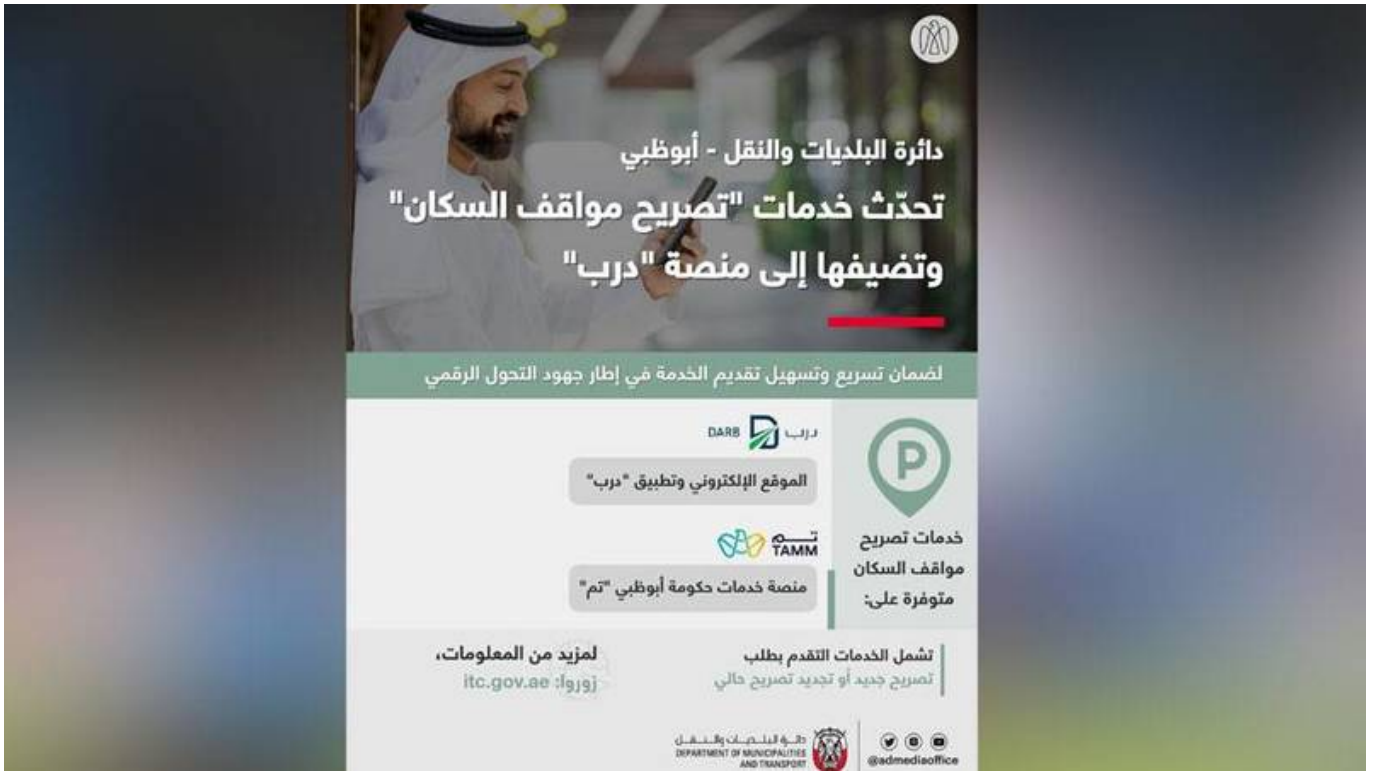 دائرة البلديات والنقل - أبوظبي
تحدّث خدمات "تصريح مواقف السكان"
وتضيفها إلى منصة "درب"
لضمان تسريع وتسهيل تقديم الخدمة في إطار جهود التحول الرقمي
P
خدمات تصريح
مواقف السكان
متوفرة على:
درب DARB
الموقع الإلكتروني وتطبيق "درب"
تم
TAMM
منصة خدمات حكومة أبوظبي "تم"
تشمل الخدمات التقدم بطلب
تصريح جديد أو تجديد تصريح حالي
لمزيد من المعلومات،
زوروا: itc.gov.ae
@admediaoffice
دائرة البلديات والنقل
DEPARTMENT OF MUNICIPALITIES
AND TRANSPORT